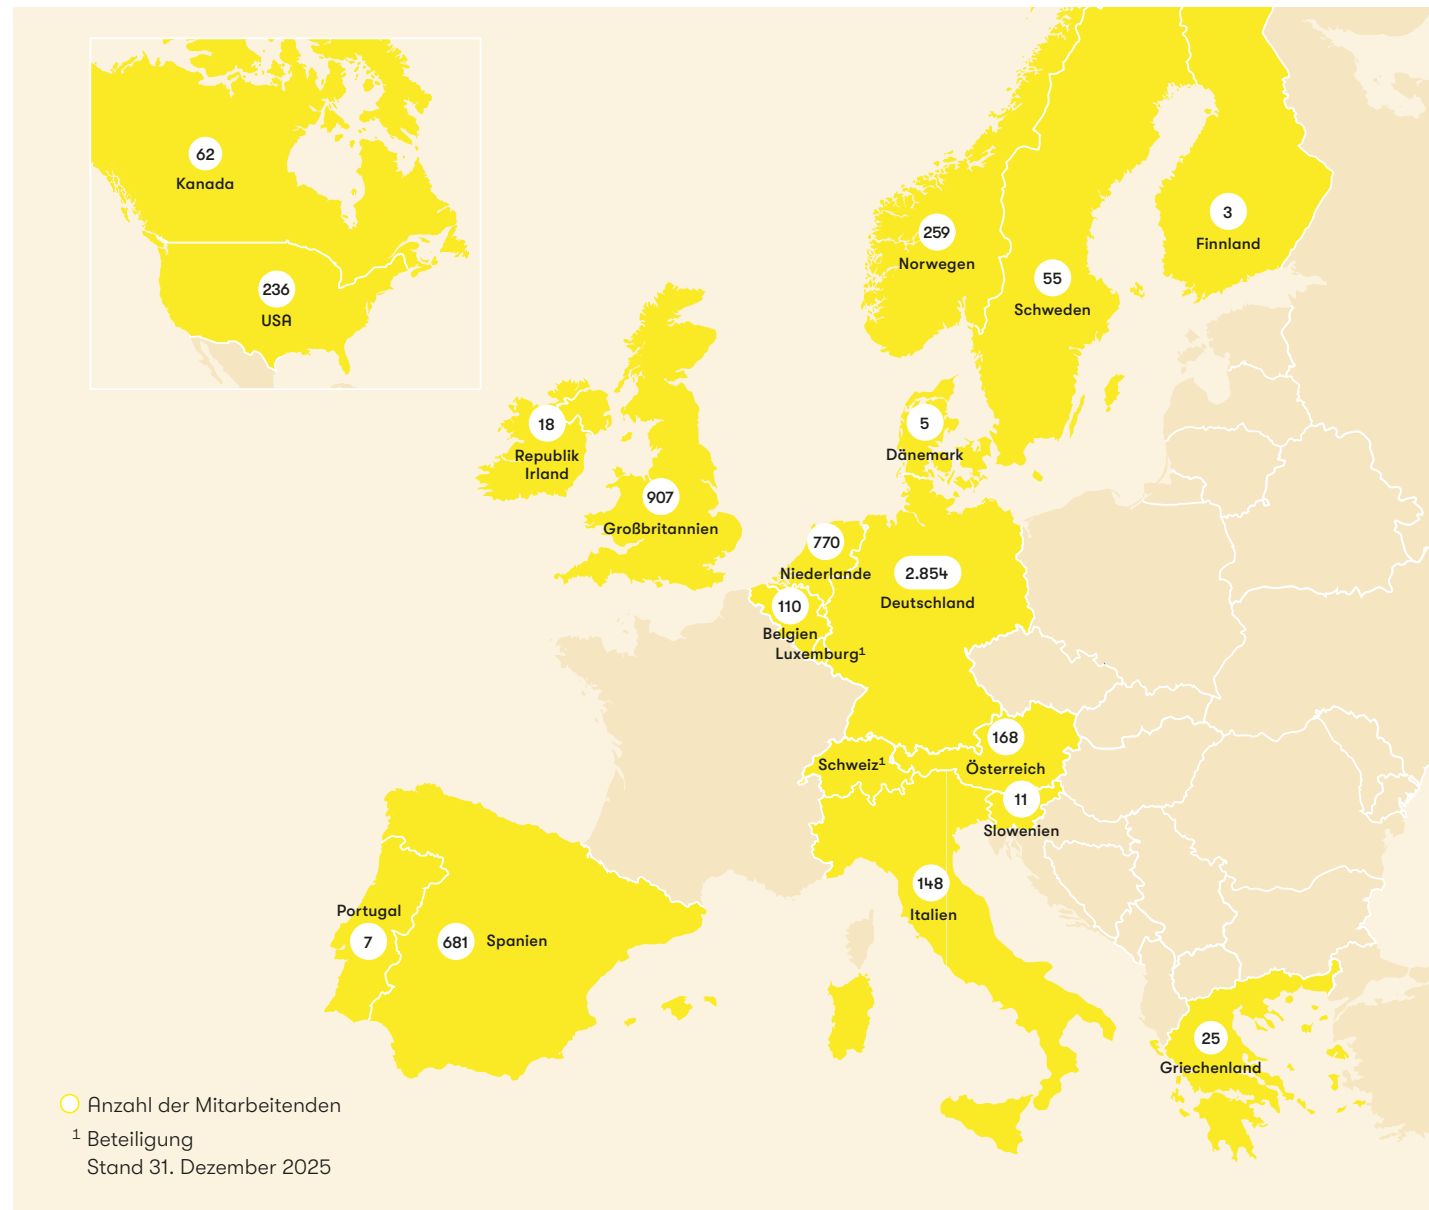 62
Kanada
236
USA
259
Norwegen
55
Schweden
3
Finnland
18
Republik
Irland
907
Großbritannien
5
Dänemark
770
Niederlande
2.854
Deutschland
110
Belgien
Luxemburg¹
168
Österreich
Schweiz¹
11
Slowenien
148
Italien
Portugal
7
681 Spanien
25
Griechenland
Anzahl der Mitarbeitenden
¹ Beteiligung
Stand 31. Dezember 2025